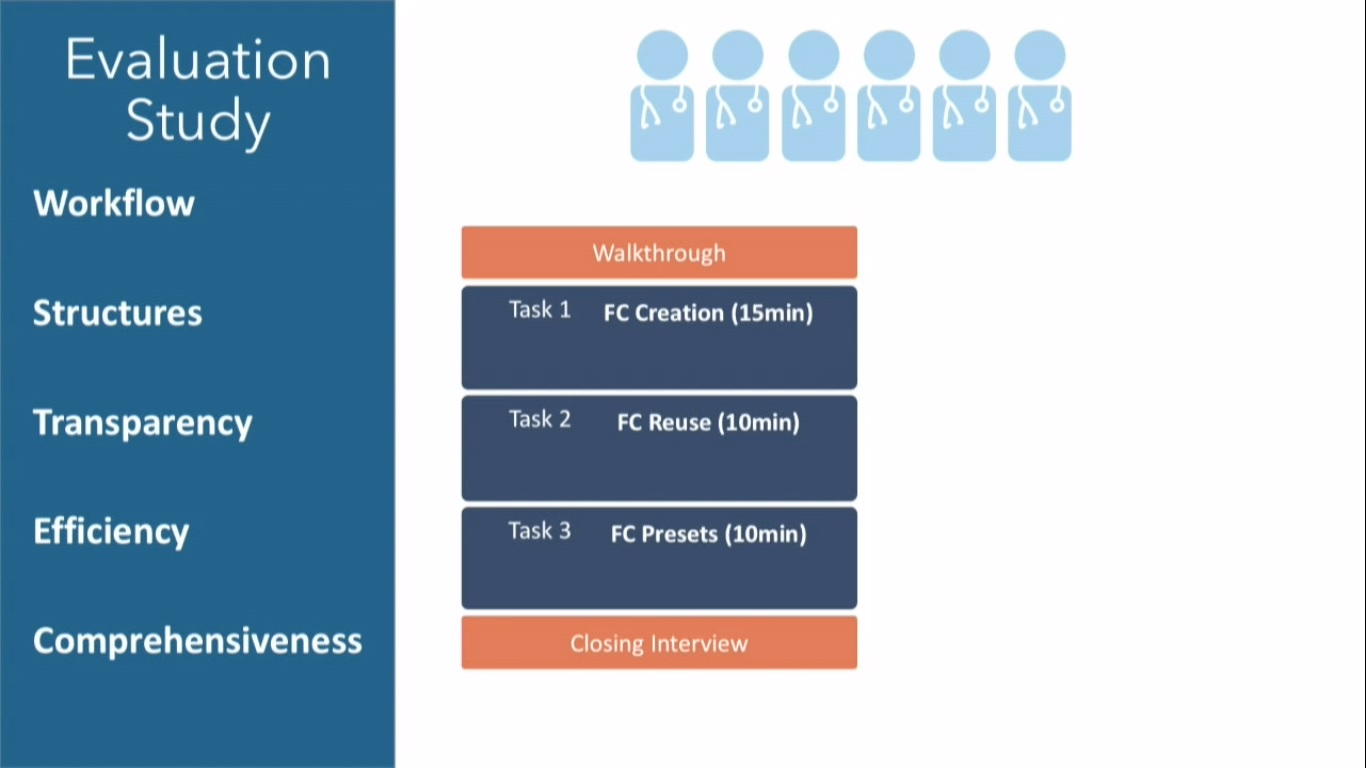 Evaluation
Study
Workflow
Structures
Transparency
Efficiency
Comprehensiveness
Walkthrough
Task 1 FC Creation (15min)
Task 2 FC Reuse (10min)
Task 3 FC Presets (10min)
Closing Interview